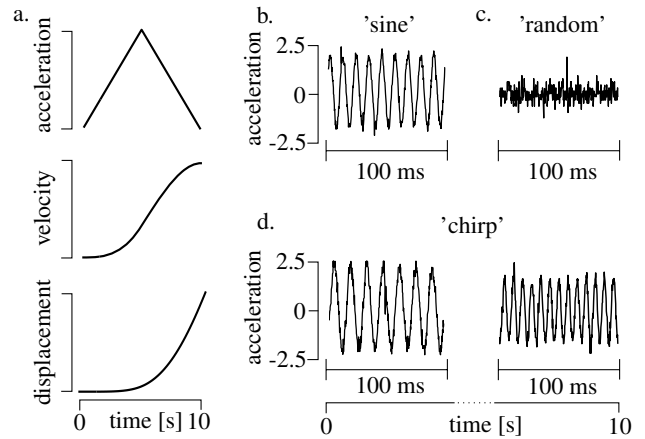 a.
acceleration
velocity
displacement
0
time [s]
10
b.
'sine'
acceleration
2.5
0
-2.5
100 ms
c.
'random'
100 ms
d.
'chirp'
acceleration
2.5
0
-2.5
100 ms
100 ms
0
time [s]
10